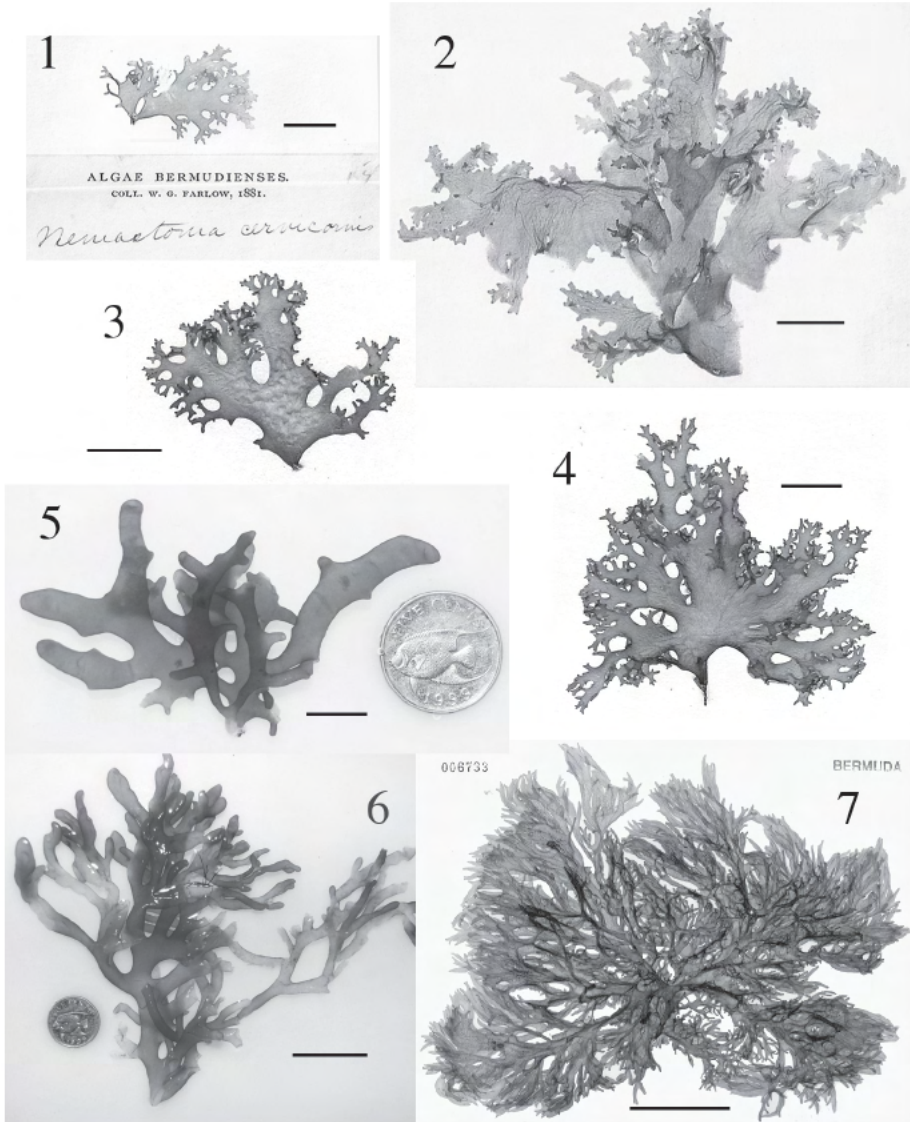 1
ALGAE BERMUDIENSES.
COLL. W. G. FARLOW, 1881.
Nemastoma cervicornis
2
3
4
5
6
006733
BERMUDA
7